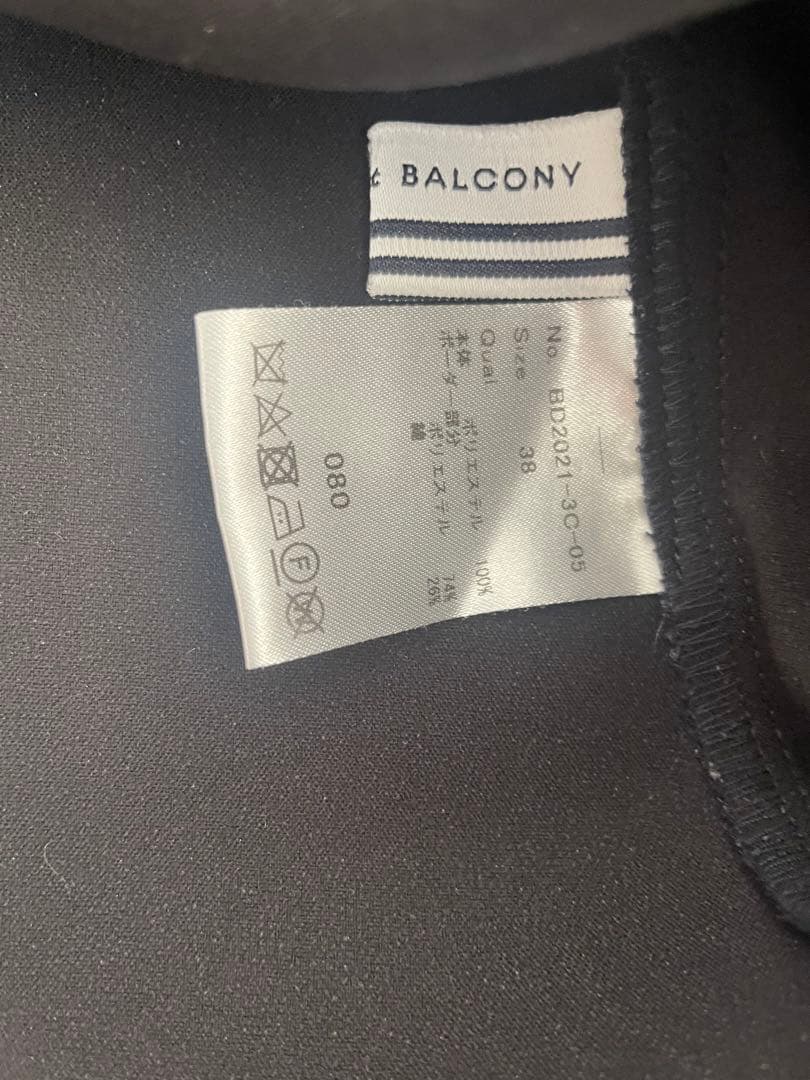 t BALCONY
No BD2021-3C-05
Size 38
Qual
本体 ポリエステル 100%
ボーダー部分 ポリエステル 74%
綿 26%
080
F